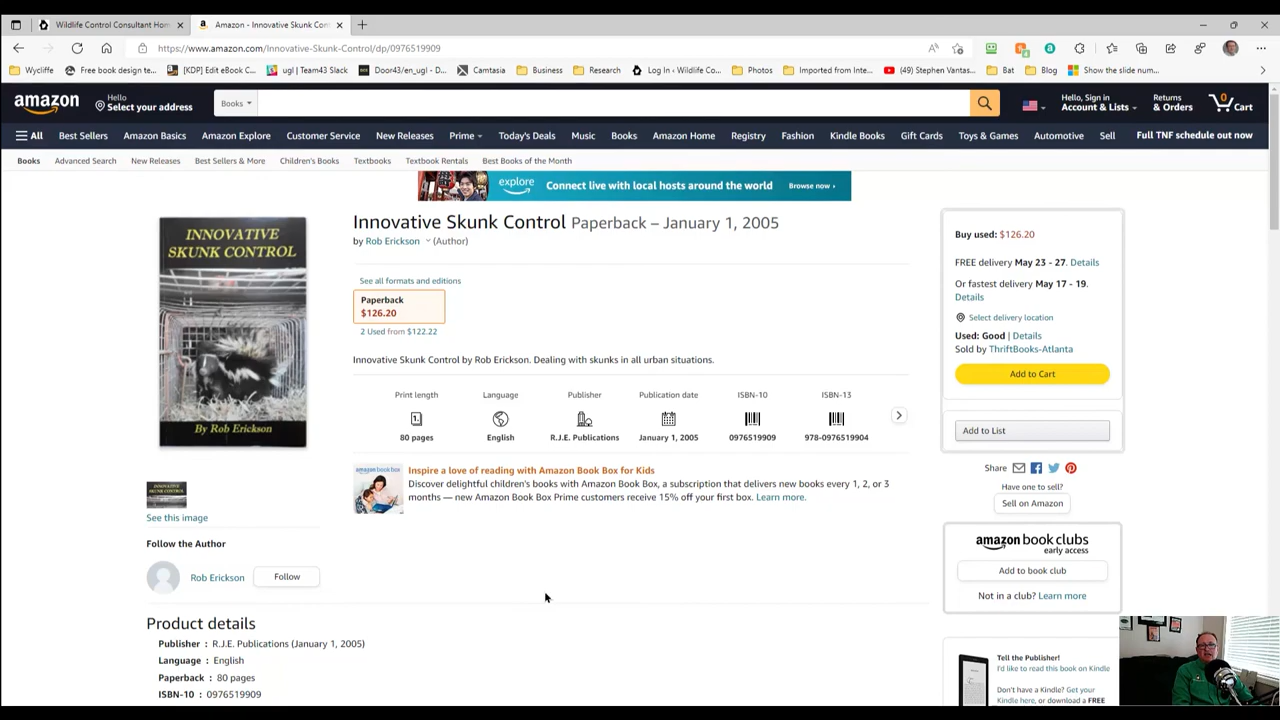 Wildlife Control Consultant Hom
Amazon - Innovative Skunk Con
https://www.amazon.com/Innovative-Skunk-Control/dp/0976519909
Wycliffe
Free book design te...
[KDP] Edit eBook C...
ugl | Team43 Slack
Door43/en_ugl - D...
Camtasia
Business
Research
Log In ‹ Wildlife Co...
Photos
Imported from Inte...
(49) Stephen Vantas...
Bat
Blog
Show the slide num...
amazon
Hello
Select your address
Books
Hello, Sign in
Account & Lists
Returns
& Orders
0
Cart
All
Best Sellers
Amazon Basics
Amazon Explore
Customer Service
New Releases
Prime
Today's Deals
Music
Books
Amazon Home
Registry
Fashion
Kindle Books
Gift Cards
Toys & Games
Automotive
Sell
Full TNF schedule out now
Books
Advanced Search
New Releases
Best Sellers & More
Children's Books
Textbooks
Textbook Rentals
Best Books of the Month
explore
Connect live with local hosts around the world
Browse now ›
INNOVATIVE
SKUNK CONTROL
By Rob Erickson
See this image
Follow the Author
Rob Erickson
Follow
Innovative Skunk Control Paperback – January 1, 2005
by Rob Erickson (Author)
See all formats and editions
Paperback
$126.20
2 Used from $122.22
Innovative Skunk Control by Rob Erickson. Dealing with skunks in all urban situations.
Print length
80 pages
Language
English
Publisher
R.J.E. Publications
Publication date
January 1, 2005
ISBN-10
0976519909
ISBN-13
978-0976519904
amazon book box
Inspire a love of reading with Amazon Book Box for Kids
Discover delightful children's books with Amazon Book Box, a subscription that delivers new books every 1, 2, or 3
months — new Amazon Book Box Prime customers receive 15% off your first box. Learn more.
Buy used: $126.20
FREE delivery May 23 - 27. Details
Or fastest delivery May 17 - 19.
Details
Select delivery location
Used: Good | Details
Sold by ThriftBooks-Atlanta
Add to Cart
Add to List
Share
Have one to sell?
Sell on Amazon
amazon book clubs
early access
Add to book club
Not in a club? Learn more
Product details
Publisher : R.J.E. Publications (January 1, 2005)
Language : English
Paperback : 80 pages
ISBN-10 : 0976519909
Tell the Publisher!
I'd like to read this book on Kindle
Don't have a Kindle? Get your
Kindle here, or download a FREE